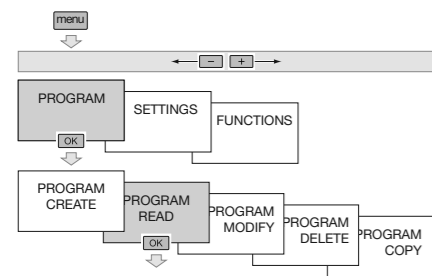 menu
− +
PROGRAM
SETTINGS
FUNCTIONS
OK
PROGRAM
CREATE
PROGRAM
READ
PROGRAM
MODIFY
PROGRAM
DELETE
PROGRAM
COPY
OK